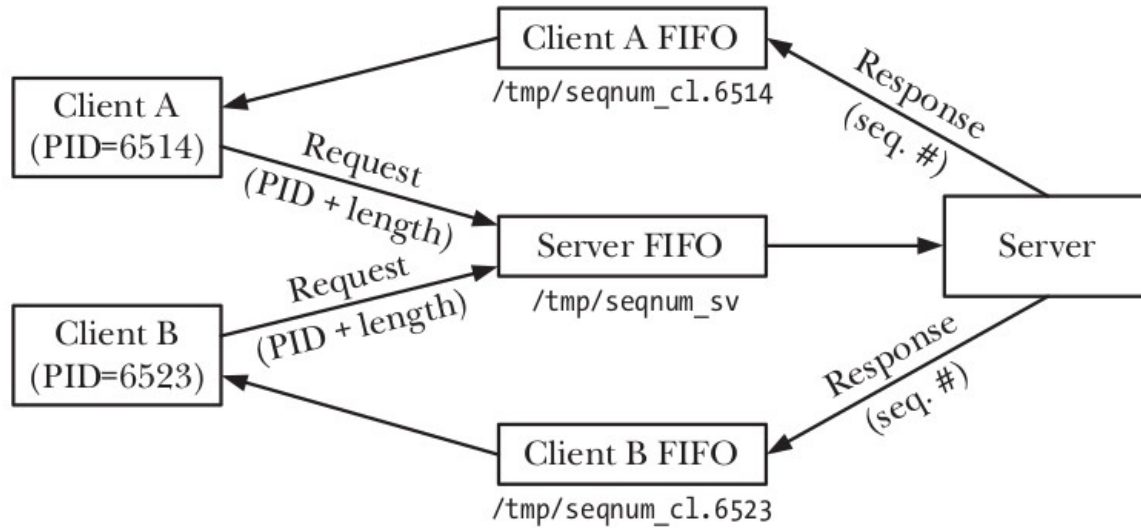 Client A FIFO
/tmp/seqnum_cl.6514
Client A
(PID=6514)
Response
(seq. #)
Request
(PID + length)
Server FIFO
/tmp/seqnum_sv
Server
Request
(PID + length)
Client B
(PID=6523)
Response
(seq. #)
Client B FIFO
/tmp/seqnum_cl.6523